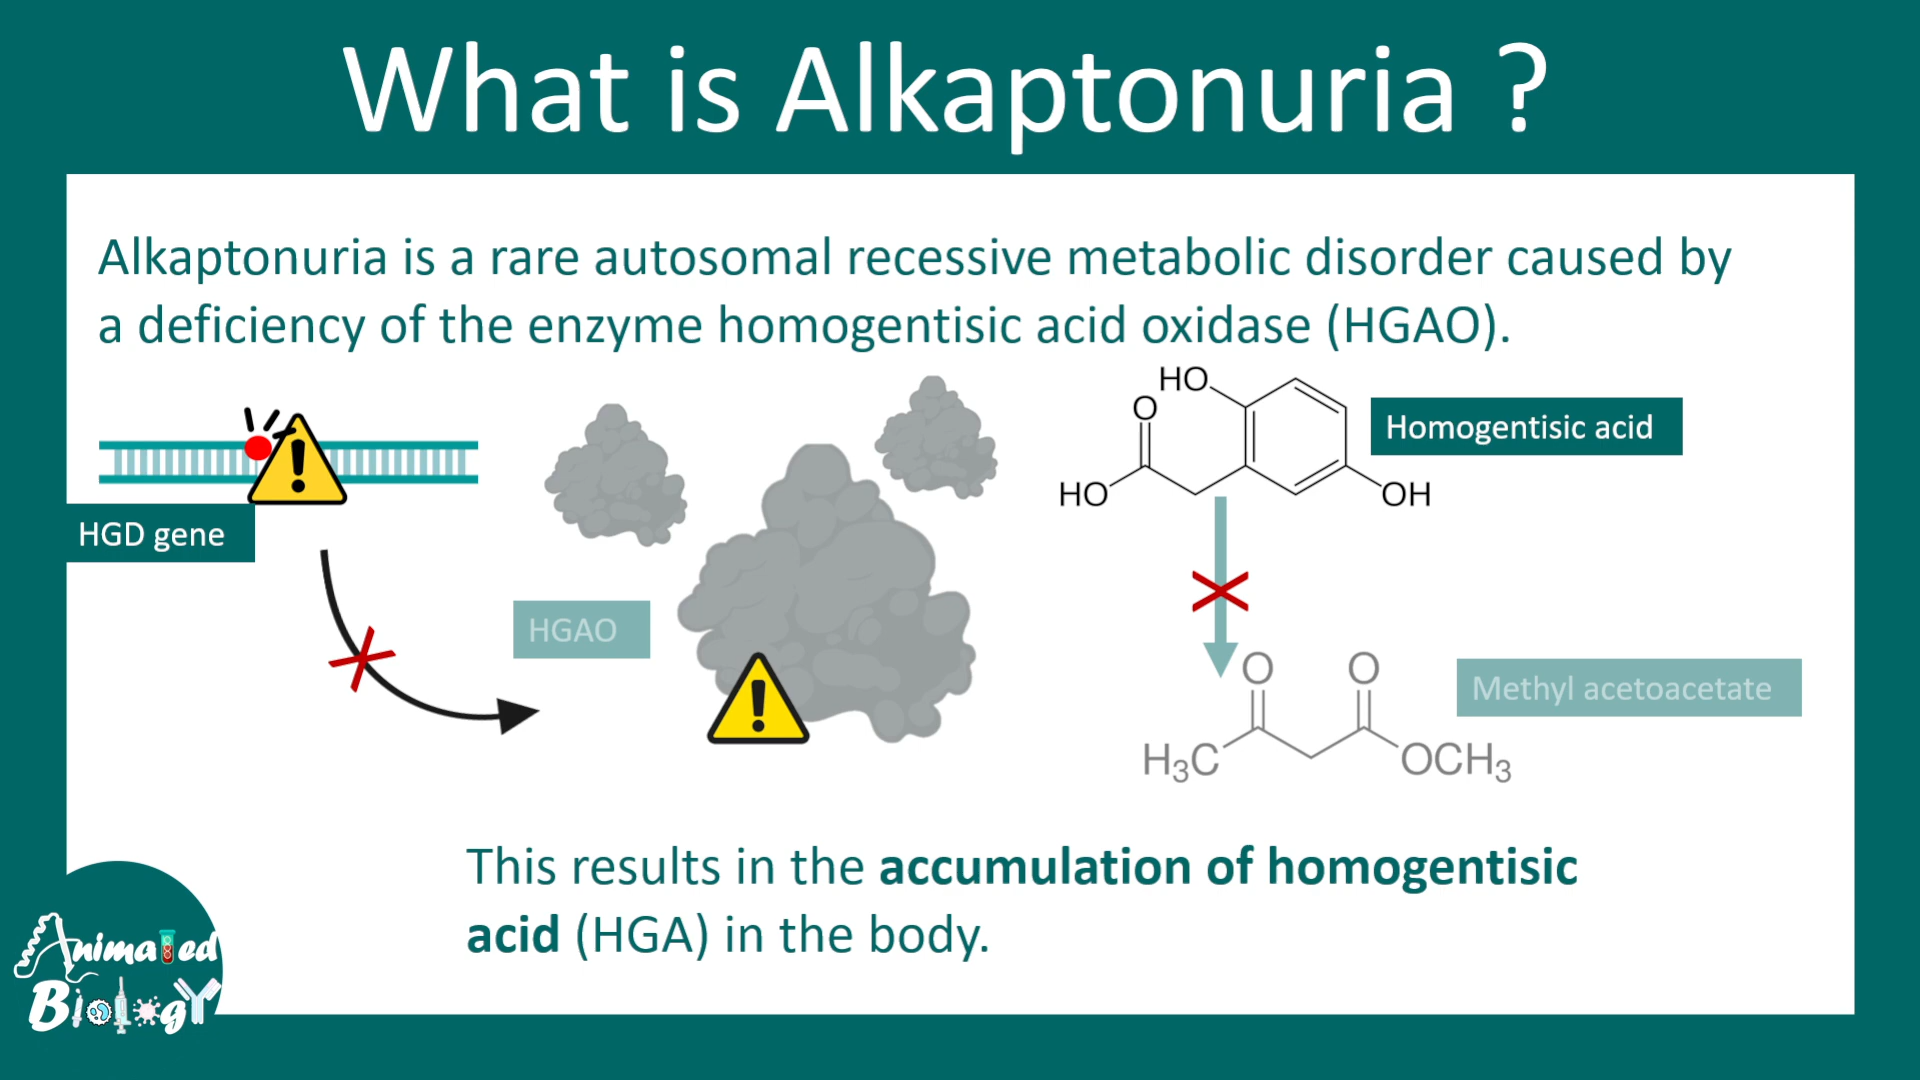 What is Alkaptonuria ?
Alkaptonuria is a rare autosomal recessive metabolic disorder caused by
a deficiency of the enzyme homogentisic acid oxidase (HGAO).
HO
O
HO
OH
Homogentisic acid
HGD gene
HGAO
O
O
H₃C
OCH₃
Methyl acetoacetate
This results in the accumulation of homogentisic
acid (HGA) in the body.
Animated
Biology